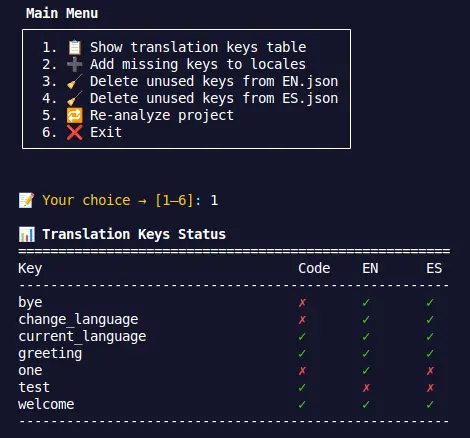 Main Menu
1. 📋 Show translation keys table
2. ➕ Add missing keys to locales
3. 🧹 Delete unused keys from EN.json
4. 🧹 Delete unused keys from ES.json
5. 🔁 Re-analyze project
6. ❌ Exit
📝 Your choice → [1–6]: 1
📊 Translation Keys Status
======================================================
Key Code EN ES
------------------------------------------------------
bye ✗ ✓ ✓
change_language ✗ ✓ ✓
current_language ✓ ✓ ✓
greeting ✓ ✓ ✓
one ✗ ✓ ✗
test ✓ ✗ ✗
welcome ✓ ✓ ✓
------------------------------------------------------